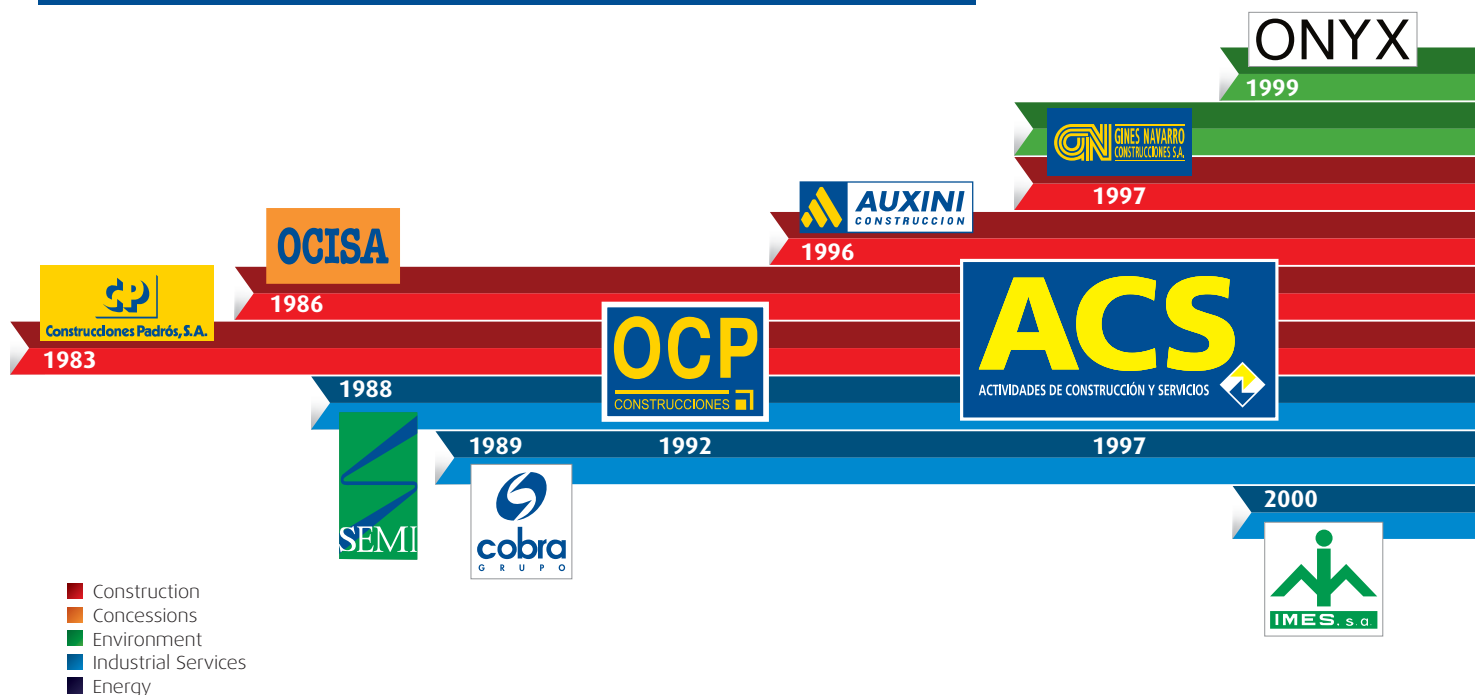 ONYX
1999
GN GINES NAVARRO
CONSTRUCCIONES S.A.
1997
AUXINI
CONSTRUCCION
1996
OCISA
1986
CP
Construcciones Padrós, S.A.
1983
OCP
CONSTRUCCIONES
1992
ACS
ACTIVIDADES DE CONSTRUCCIÓN Y SERVICIOS
1997
1988
SEMI
1989
cobra
GRUPO
2000
IMES, s.a.
Construction
Concessions
Environment
Industrial Services
Energy